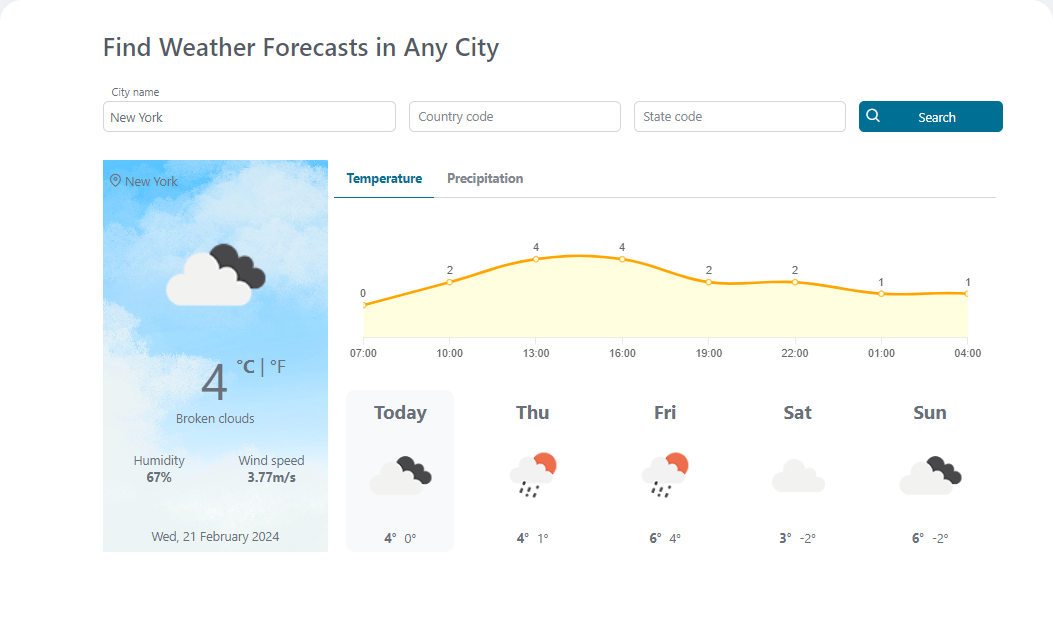 Find Weather Forecasts in Any City
City name
New York
Country code
State code
Search
New York
4 °C | °F
Broken clouds
Humidity Wind speed
67% 3.77m/s
Wed, 21 February 2024
Temperature Precipitation
0 2 4 4 2 2 1 1
07:00 10:00 13:00 16:00 19:00 22:00 01:00 04:00
Today Thu Fri Sat Sun
4° 0° 4° 1° 6° 4° 3° -2° 6° -2°